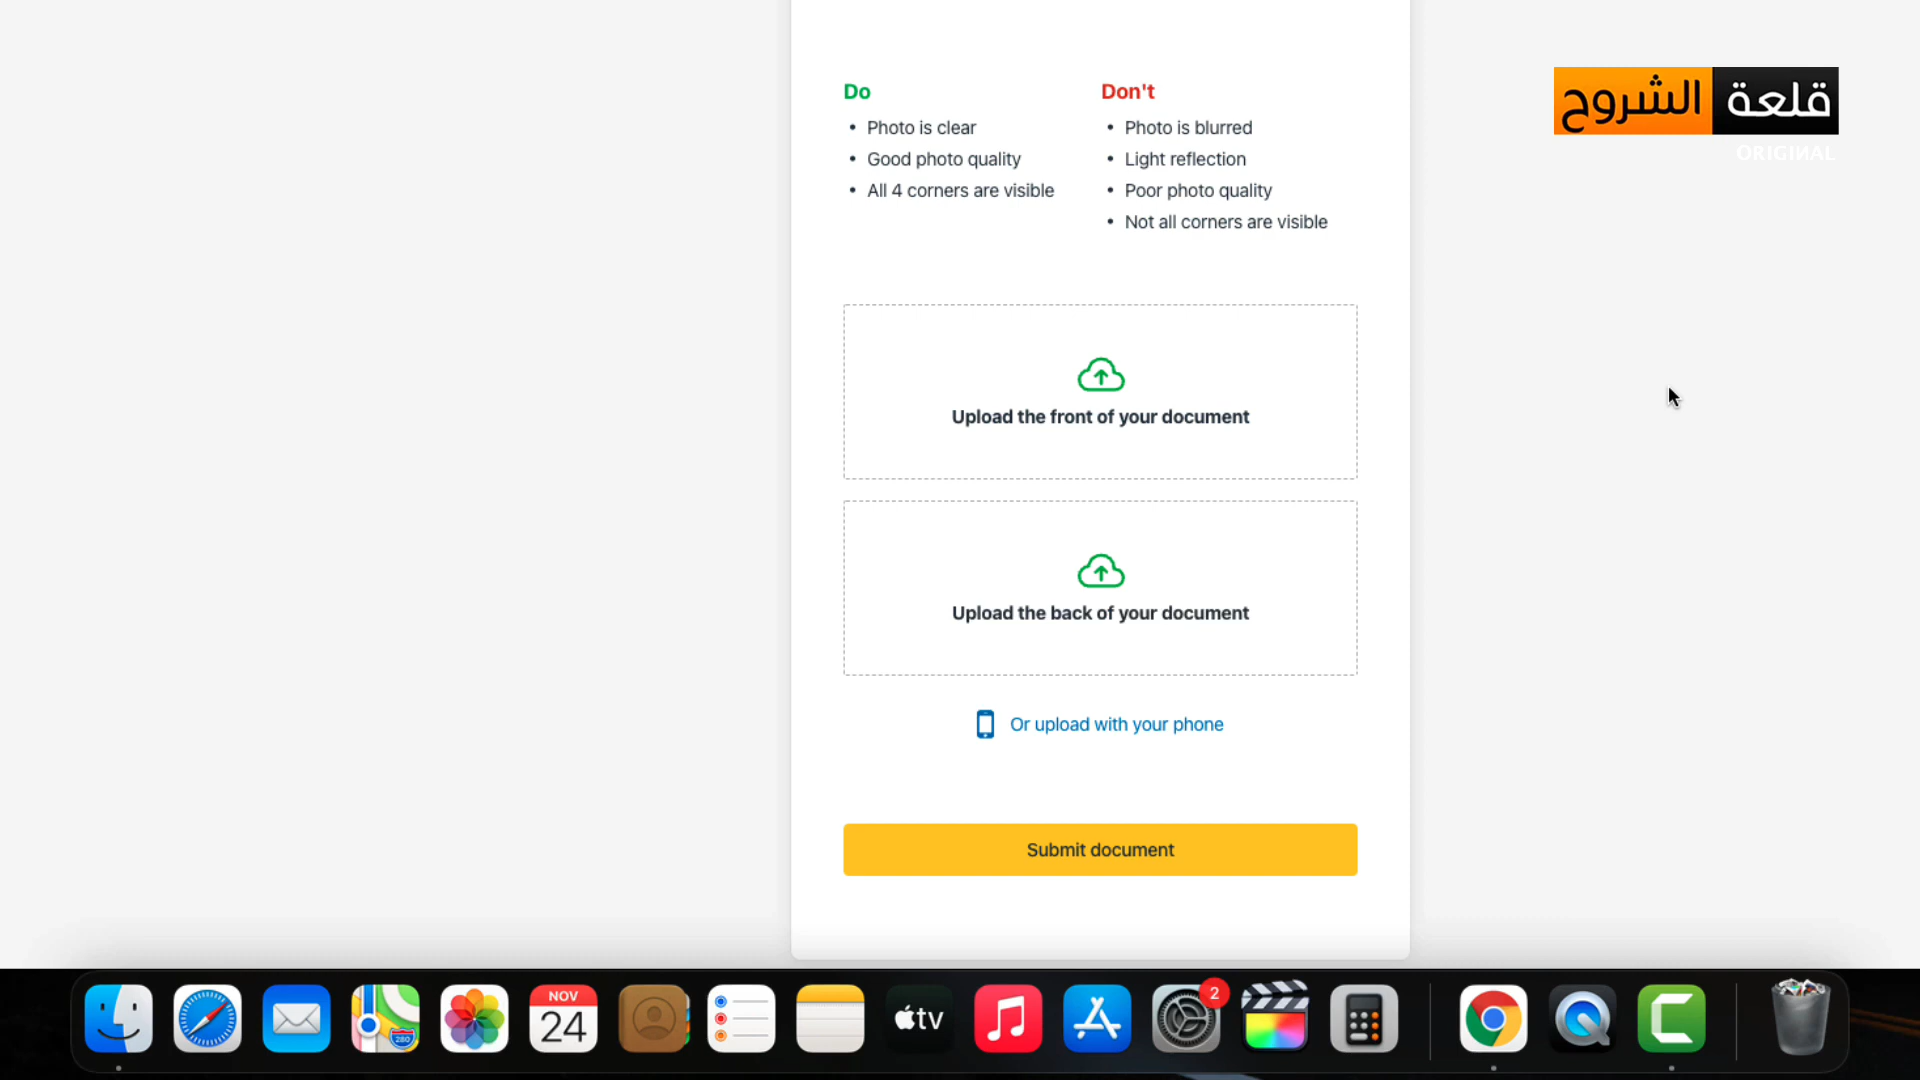 Do
• Photo is clear
• Good photo quality
• All 4 corners are visible
Don't
• Photo is blurred
• Light reflection
• Poor photo quality
• Not all corners are visible
قلعة الشروح
ORIGINAL
Upload the front of your document
Upload the back of your document
Or upload with your phone
Submit document
280
NOV
24
tv
2